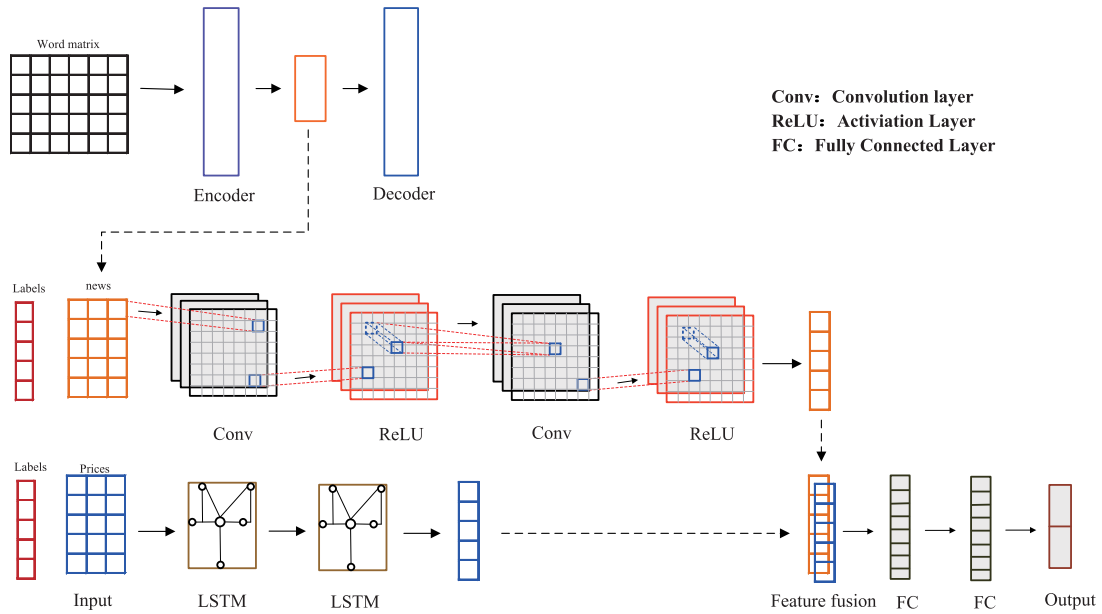 Word matrix
Encoder
Decoder
Conv：Convolution layer
ReLU：Activiation Layer
FC：Fully Connected Layer
Labels
news
Conv
ReLU
Conv
ReLU
Labels
Prices
Input
LSTM
LSTM
Feature fusion
FC
FC
Output